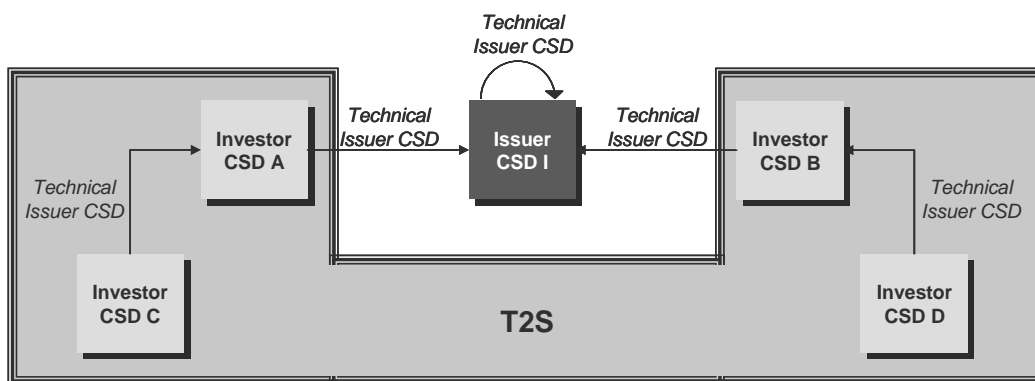 Technical
Issuer CSD
Technical
Issuer CSD
Technical
Issuer CSD
Investor
CSD A
Issuer
CSD I
Investor
CSD B
Technical
Issuer CSD
Technical
Issuer CSD
Investor
CSD C
Investor
CSD D
T2S